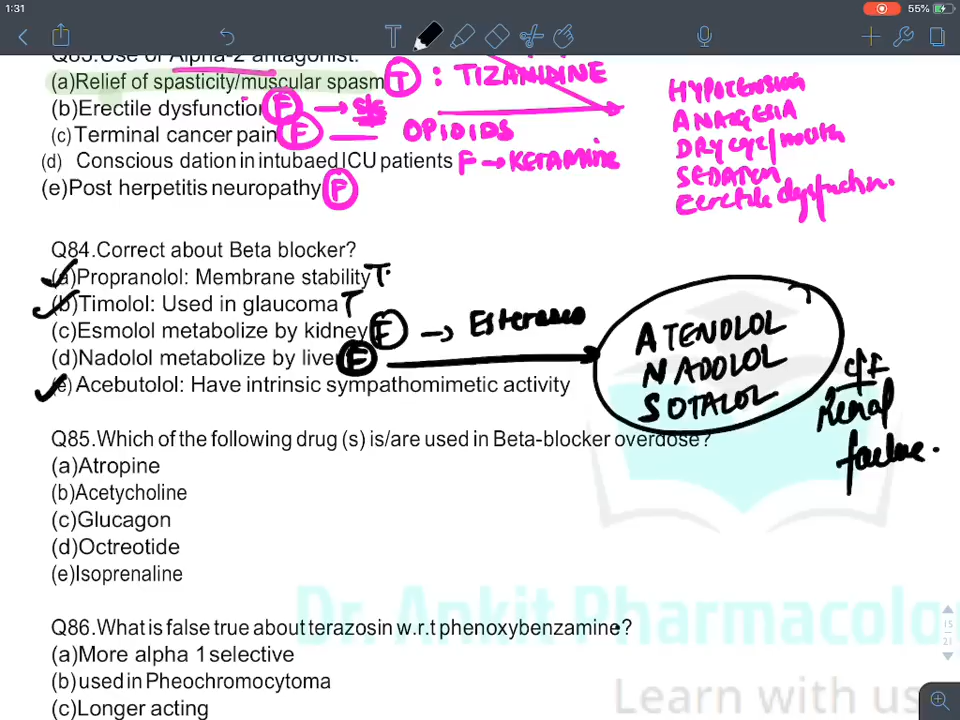 1:31
55%
Q83.Use of Alpha-2 antagonist:
(a)Relief of spasticity/muscular spasm T : TIZANIDINE
(b)Erectile dysfunction F → S/E
(c) Terminal cancer pain F — OPIOIDS
(d) Conscious dation in intubaed ICU patients F → KETAMINE
(e)Post herpetitis neuropathy F
HYPOTENSION
ANALGESIA
DRY eye/mouth
SEDATION
Erectile dysfunction.
Q84.Correct about Beta blocker?
(a)Propranolol: Membrane stability T
(b)Timolol: Used in glaucoma T
(c)Esmolol metabolize by kidney F → Esterases
(d)Nadolol metabolize by liver F
(e) Acebutolol: Have intrinsic sympathomimetic activity
ATENOLOL
NADOLOL
SOTALOL
C/I
Renal
failure.
Q85.Which of the following drug (s) is/are used in Beta-blocker overdose?
(a)Atropine
(b)Acetycholine
(c)Glucagon
(d)Octreotide
(e)Isoprenaline
Q86.What is false true about terazosin w.r.t phenoxybenzamine?
(a)More alpha 1 selective
(b)used in Pheochromocytoma
(c)Longer acting
Dr. Ankit Pharmacolo
Learn with us
15
21